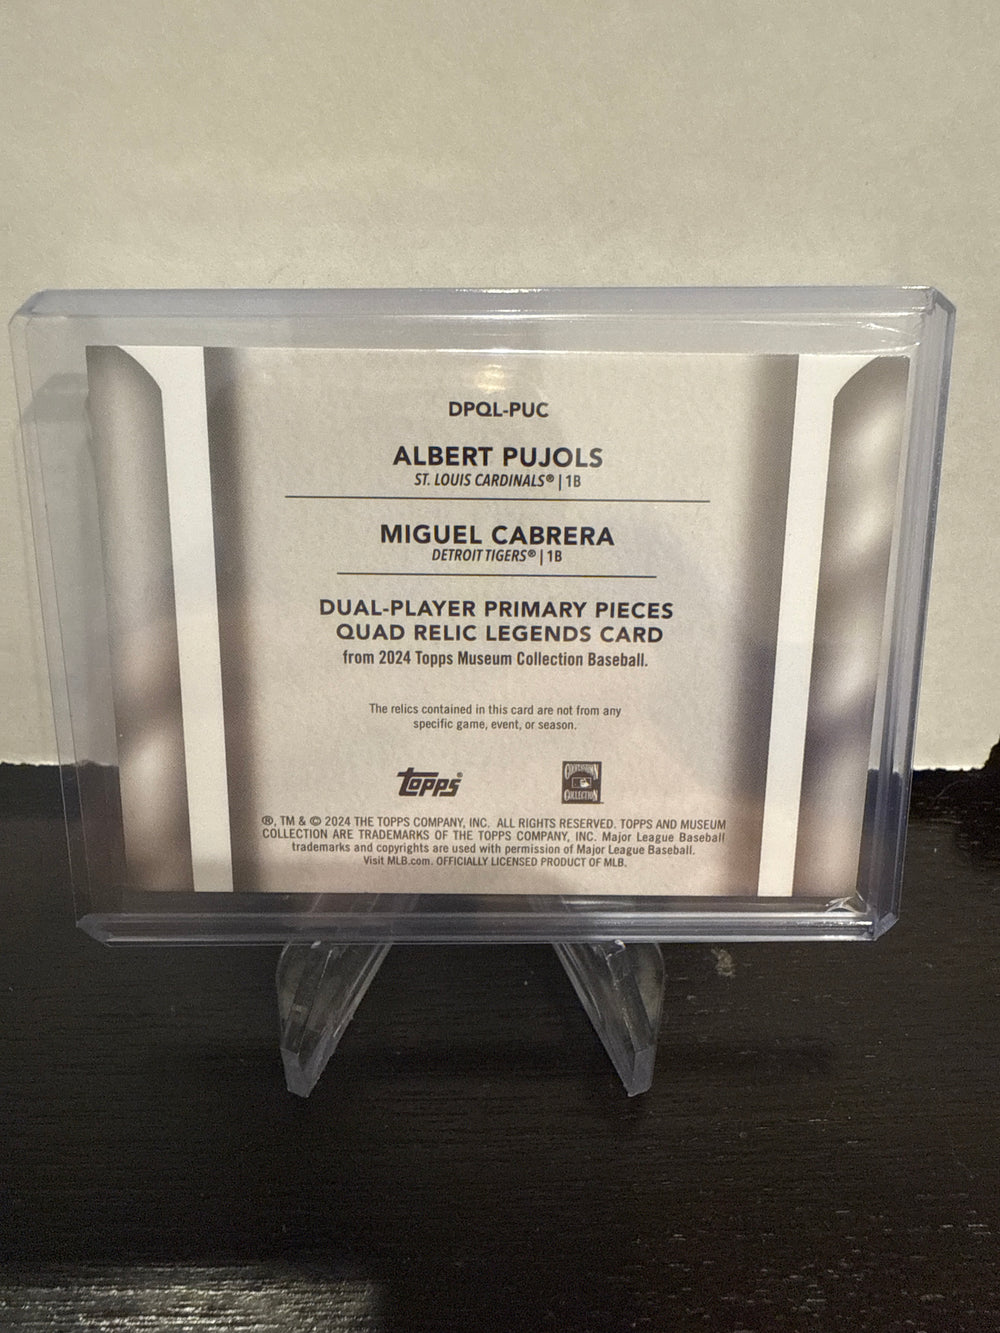 DPQL-PUC
ALBERT PUJOLS
ST. LOUIS CARDINALS® | 1B
MIGUEL CABRERA
DETROIT TIGERS® | 1B
DUAL-PLAYER PRIMARY PIECES
QUAD RELIC LEGENDS CARD
from 2024 Topps Museum Collection Baseball.
The relics contained in this card are not from any
specific game, event, or season.
topps®
COOPERSTOWN
COLLECTION
®, TM & © 2024 THE TOPPS COMPANY, INC. ALL RIGHTS RESERVED. TOPPS AND MUSEUM
COLLECTION ARE TRADEMARKS OF THE TOPPS COMPANY, INC. Major League Baseball
trademarks and copyrights are used with permission of Major League Baseball.
Visit MLB.com. OFFICIALLY LICENSED PRODUCT OF MLB.